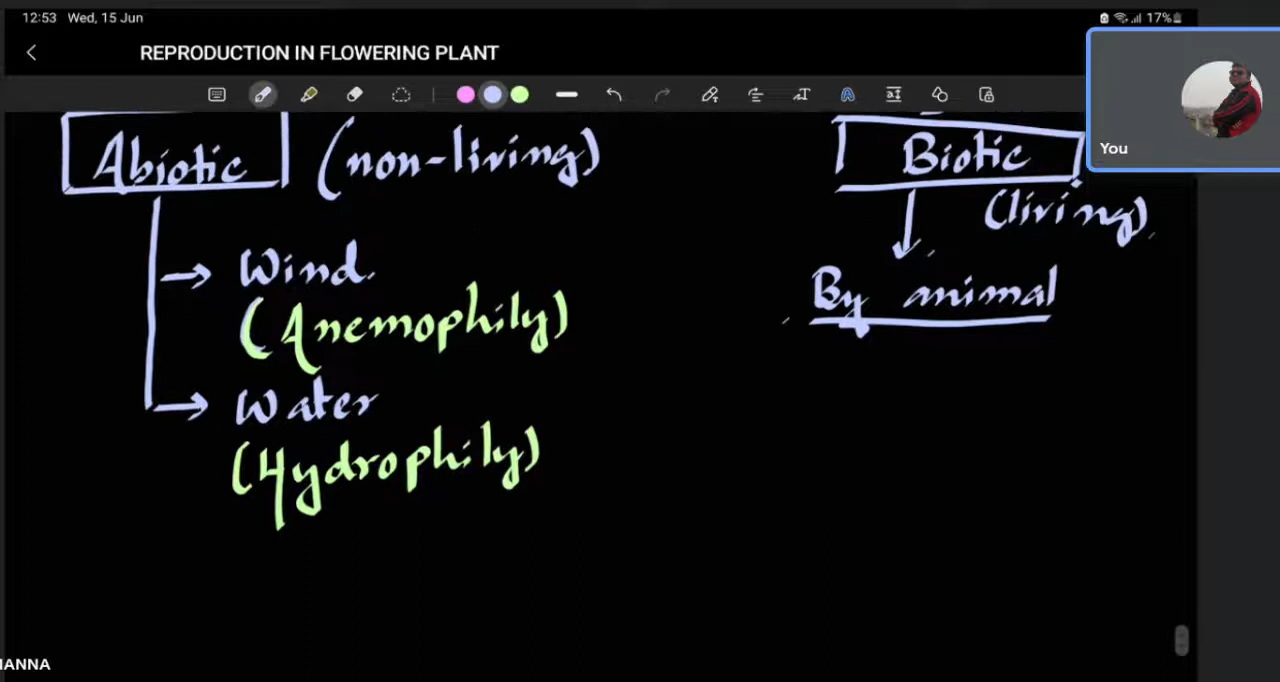 12:53 Wed, 15 Jun
17%
REPRODUCTION IN FLOWERING PLANT
You
Abiotic (non-living)
Biotic
(living)
Wind.
(Anemophily)
By animal
Water
(Hydrophily)
IANNA